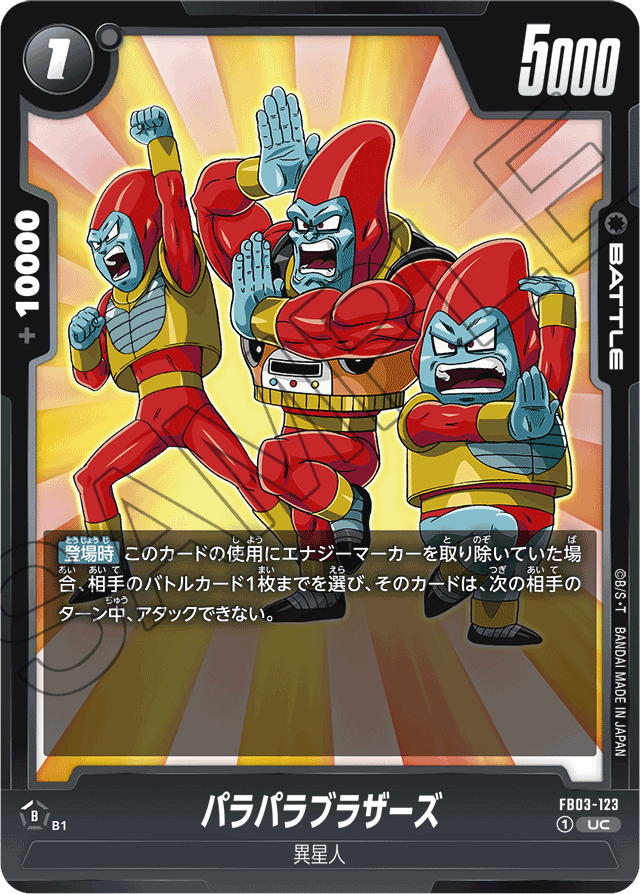 1
5000
+ 10000
BATTLE
SAMPLE
登場時 このカードの使用にエナジーマーカーを取り除いていた場
合、相手のバトルカード1枚までを選び、そのカードは、次の相手の
ターン中、アタックできない。
©B/S・T BANDAI MADE IN JAPAN
B B1
パラパラブラザーズ
FB03-123
1 UC
異星人